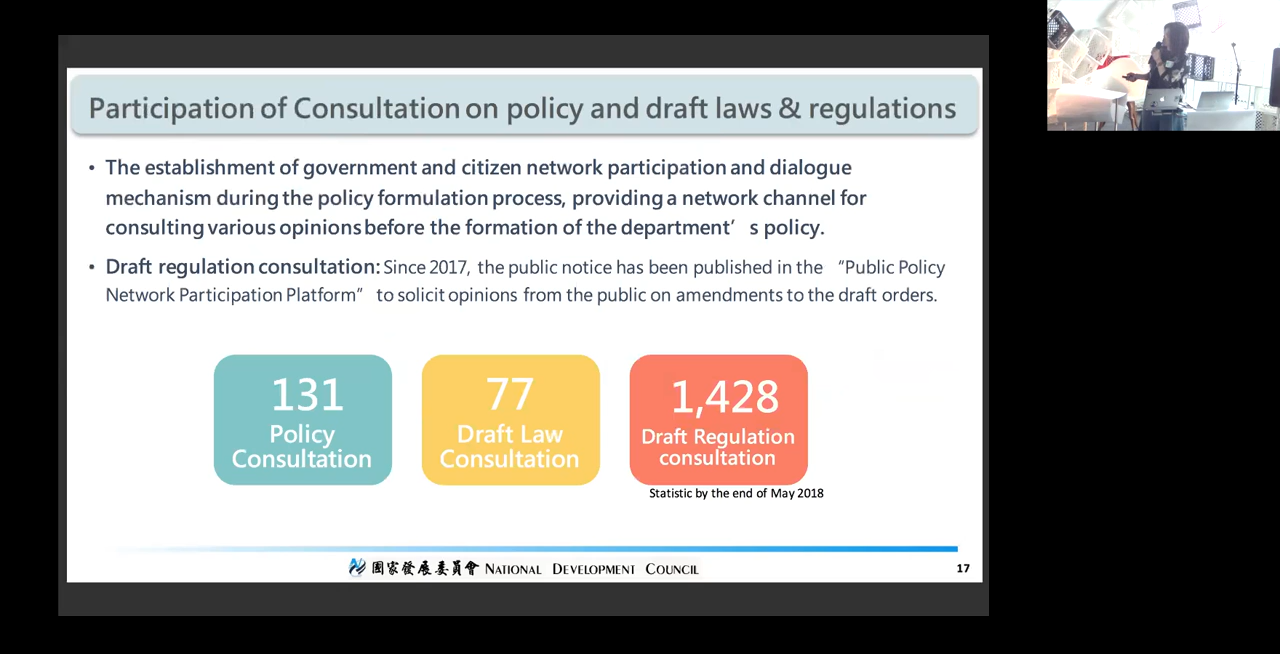 Participation of Consultation on policy and draft laws & regulations
• The establishment of government and citizen network participation and dialogue
mechanism during the policy formulation process, providing a network channel for
consulting various opinions before the formation of the department’ s policy.
• Draft regulation consultation: Since 2017, the public notice has been published in the “Public Policy
Network Participation Platform” to solicit opinions from the public on amendments to the draft orders.
131
Policy
Consultation
77
Draft Law
Consultation
1,428
Draft Regulation
consultation
Statistic by the end of May 2018
國家發展委員會 NATIONAL DEVELOPMENT COUNCIL
17